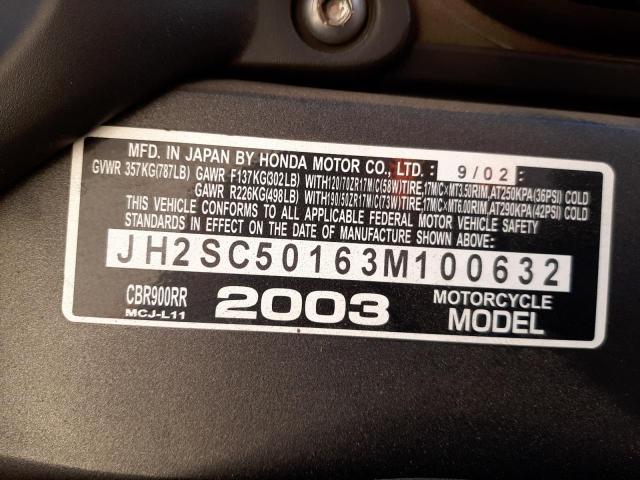 MFD. IN JAPAN BY HONDA MOTOR CO., LTD. : 9/02 :
GVWR 357KG(787LB) GAWR F137KG(302LB) WITH120/70ZR17M/C(58W)TIRE,17M/C×MT3.50RIM,AT250KPA(36PSI) COLD
GAWR R226KG(498LB) WITH190/50ZR17M/C(73W)TIRE,17M/C×MT6.00RIM,AT290KPA(42PSI) COLD
THIS VEHICLE CONFORMS TO ALL APPLICABLE FEDERAL MOTOR VEHICLE SAFETY
STANDARDS IN EFFECT ON THE DATE OF MANUFACTURE SHOWN ABOVE.
JH2SC50163M100632
CBR900RR 2003 MOTORCYCLE
MCJ-L11 MODEL